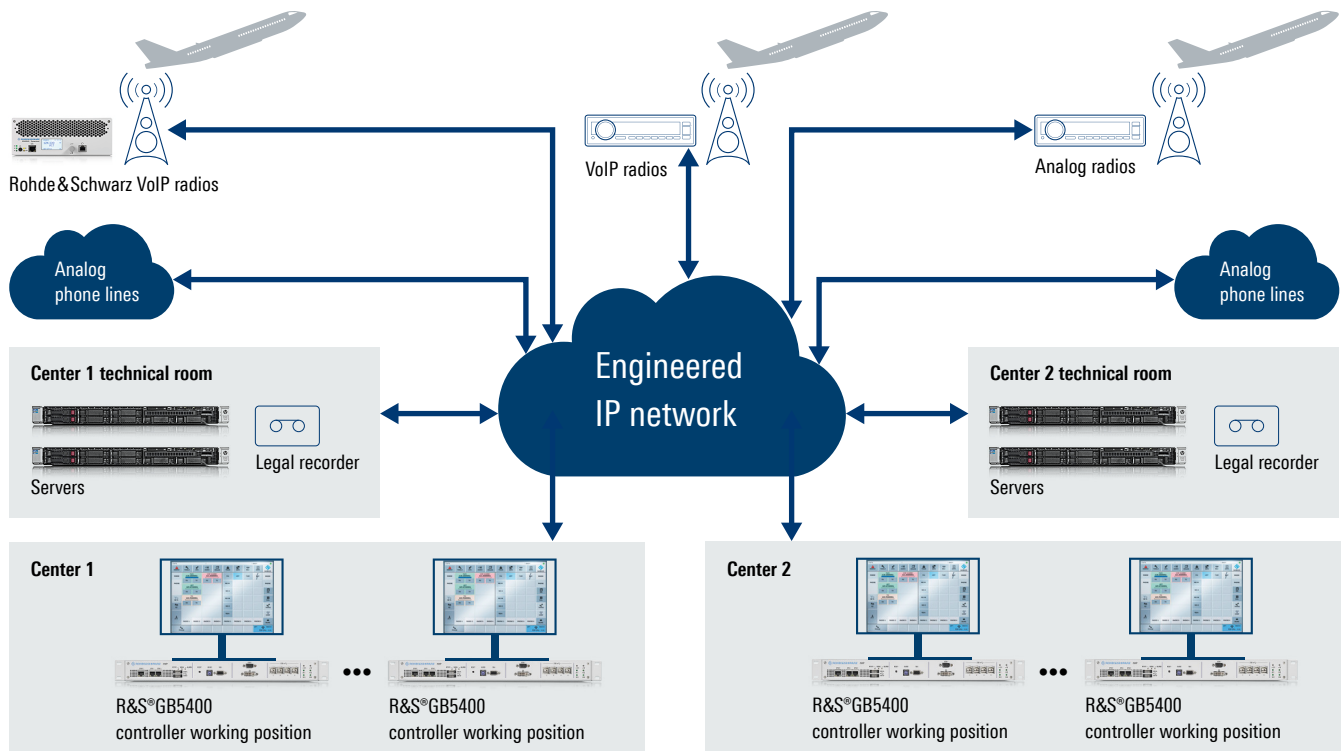 Rohde & Schwarz VoIP radios
VoIP radios
Analog radios
Analog
phone lines
Analog
phone lines
Engineered
IP network
Center 1 technical room
Legal recorder
Servers
Center 2 technical room
Legal recorder
Servers
Center 1
R&S®GB5400
controller working position
R&S®GB5400
controller working position
Center 2
R&S®GB5400
controller working position
R&S®GB5400
controller working position